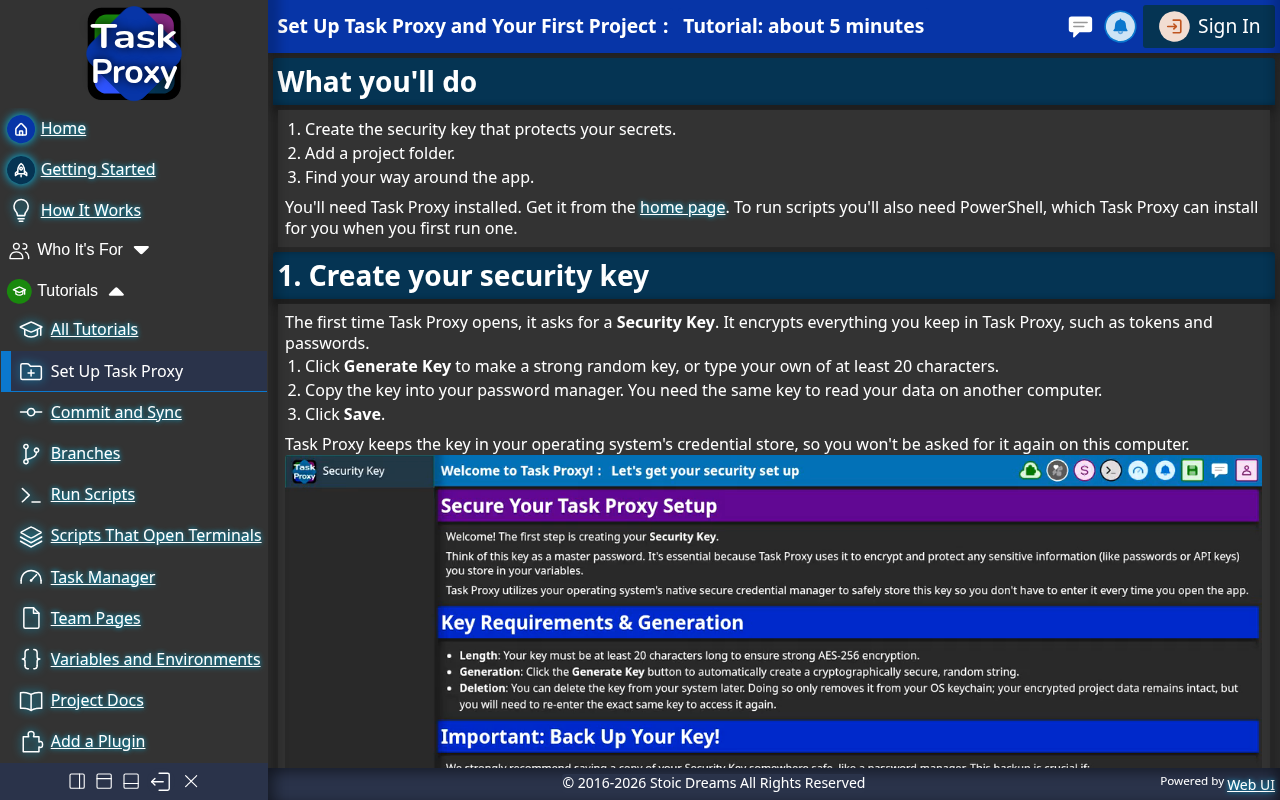 Task
Proxy
Home
Getting Started
How It Works
Who It's For
Tutorials
All Tutorials
Set Up Task Proxy
Commit and Sync
Branches
Run Scripts
Scripts That Open Terminals
Task Manager
Team Pages
Variables and Environments
Project Docs
Add a Plugin
Set Up Task Proxy and Your First Project : Tutorial: about 5 minutes
Sign In
What you'll do
1. Create the security key that protects your secrets.
2. Add a project folder.
3. Find your way around the app.
You'll need Task Proxy installed. Get it from the home page. To run scripts you'll also need PowerShell, which Task Proxy can install
for you when you first run one.
1. Create your security key
The first time Task Proxy opens, it asks for a Security Key. It encrypts everything you keep in Task Proxy, such as tokens and
passwords.
1. Click Generate Key to make a strong random key, or type your own of at least 20 characters.
2. Copy the key into your password manager. You need the same key to read your data on another computer.
3. Click Save.
Task Proxy keeps the key in your operating system's credential store, so you won't be asked for it again on this computer.
Task
Proxy
Security Key
Welcome to Task Proxy! : Let's get your security set up
S
Secure Your Task Proxy Setup
Welcome! The first step is creating your Security Key.
Think of this key as a master password. It's essential because Task Proxy uses it to encrypt and protect any sensitive information (like passwords or API keys)
you store in your variables.
Task Proxy utilizes your operating system's native secure credential manager to safely store this key so you don't have to enter it every time you open the app.
Key Requirements & Generation
• Length: Your key must be at least 20 characters long to ensure strong AES-256 encryption.
• Generation: Click the Generate Key button to automatically create a cryptographically secure, random string.
• Deletion: You can delete the key from your system later. Doing so only removes it from your OS keychain; your encrypted project data remains intact, but
you will need to re-enter the exact same key to access it again.
Important: Back Up Your Key!
We strongly recommend saving a copy of your Security Key somewhere safe, like a password manager. This backup is crucial if:
© 2016-2026 Stoic Dreams All Rights Reserved
Powered by Web UI